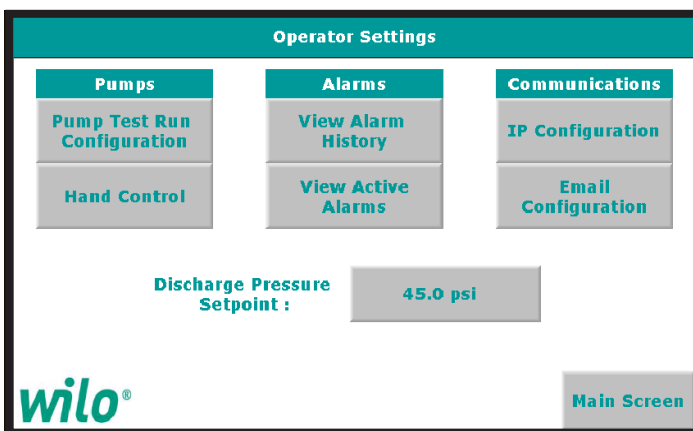 Operator Settings
Pumps
Alarms
Communications
Pump Test Run
Configuration
View Alarm
History
IP Configuration
Hand Control
View Active
Alarms
Email
Configuration
Discharge Pressure
Setpoint :
45.0 psi
wilo®
Main Screen